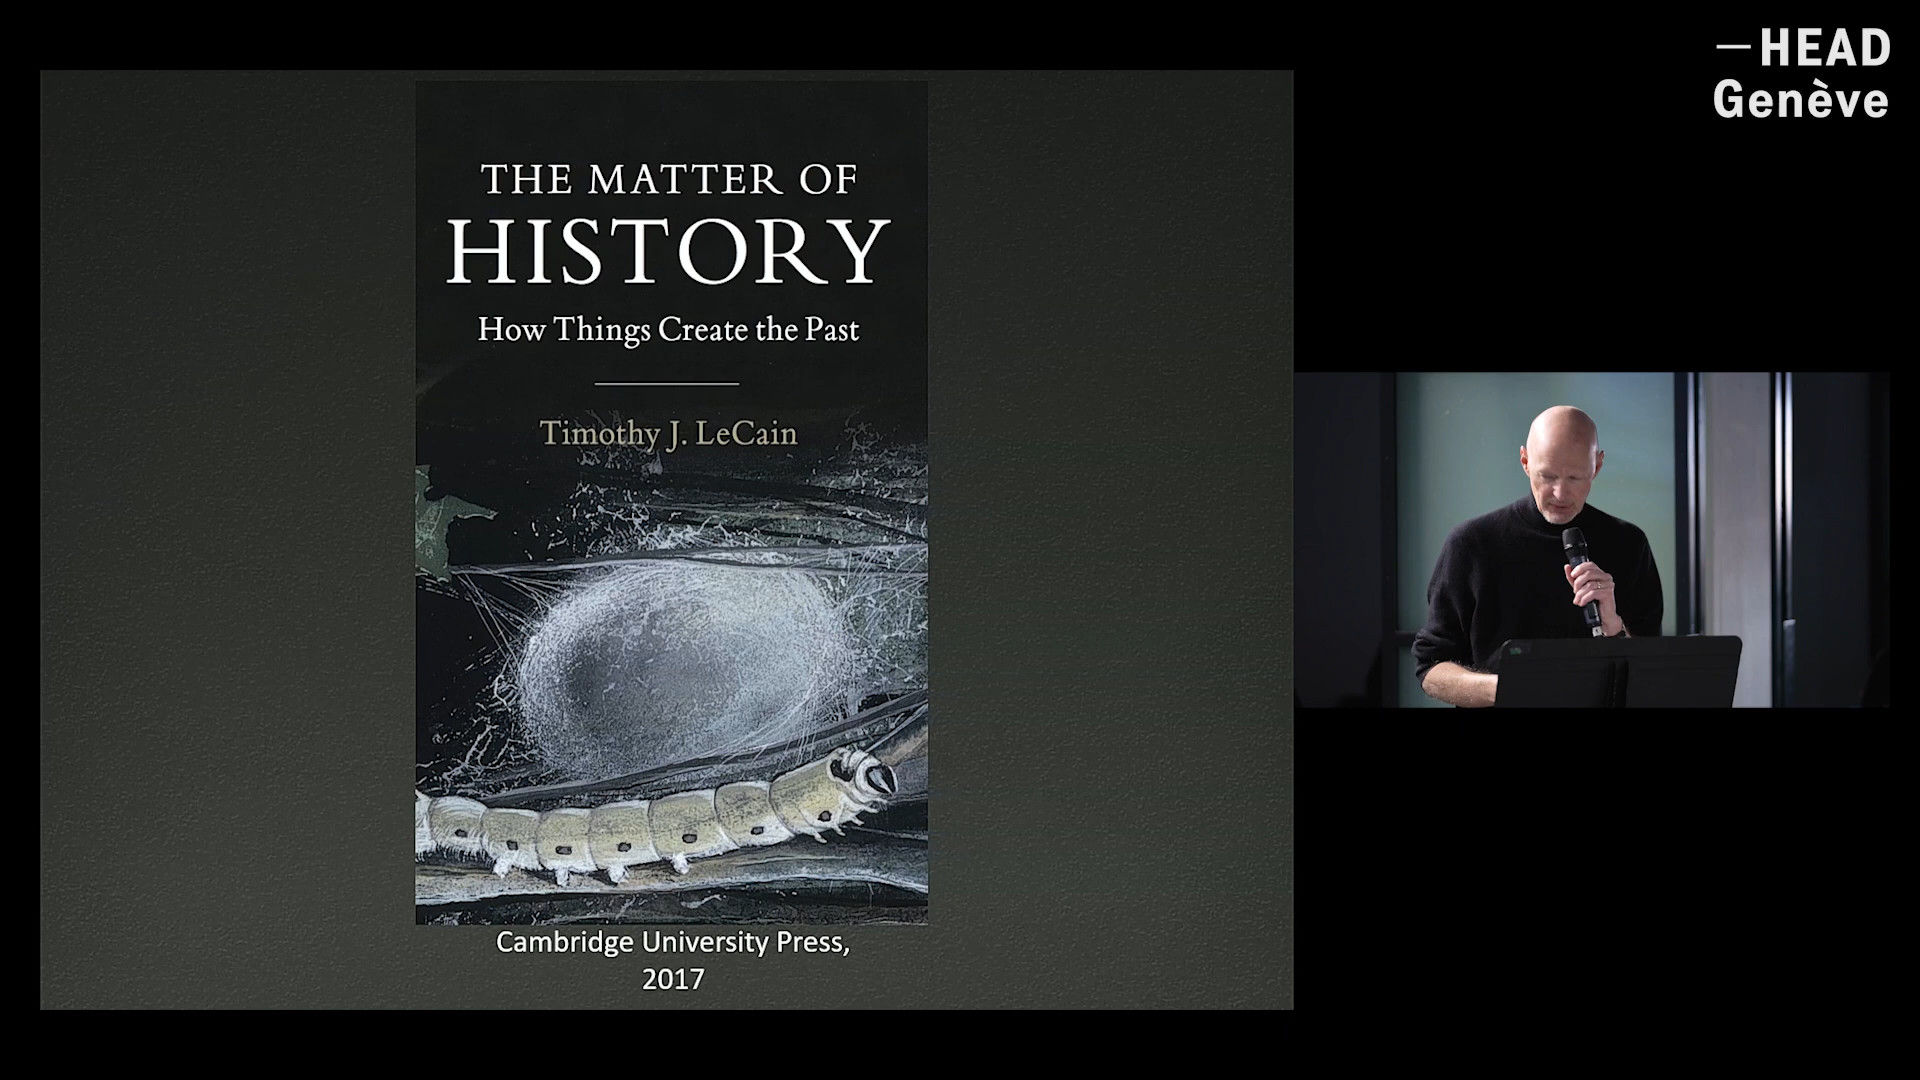 —HEAD
Genève
THE MATTER OF
HISTORY
How Things Create the Past
Timothy J. LeCain
Cambridge University Press,
2017